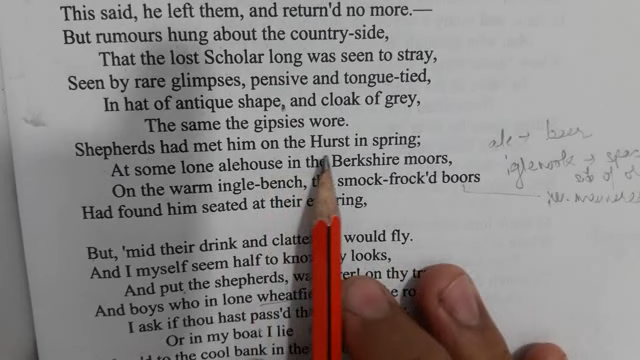 This said, he left them, and return'd no more.—
But rumours hung about the country-side,
That the lost Scholar long was seen to stray,
Seen by rare glimpses, pensive and tongue-tied,
In hat of antique shape, and cloak of grey,
The same the gipsies wore.
Shepherds had met him on the Hurst in spring;
At some lone alehouse in the Berkshire moors,
On the warm ingle-bench, smock-frock'd boors
Had found him seated at their
But, 'mid their drink and would fly.
And I myself seem half to looks,
And put the shepherds, on thy
And boys who in lone
I ask if thou hast pass'd
Or in my boat I lie
to the cool bank in the
ale → beer